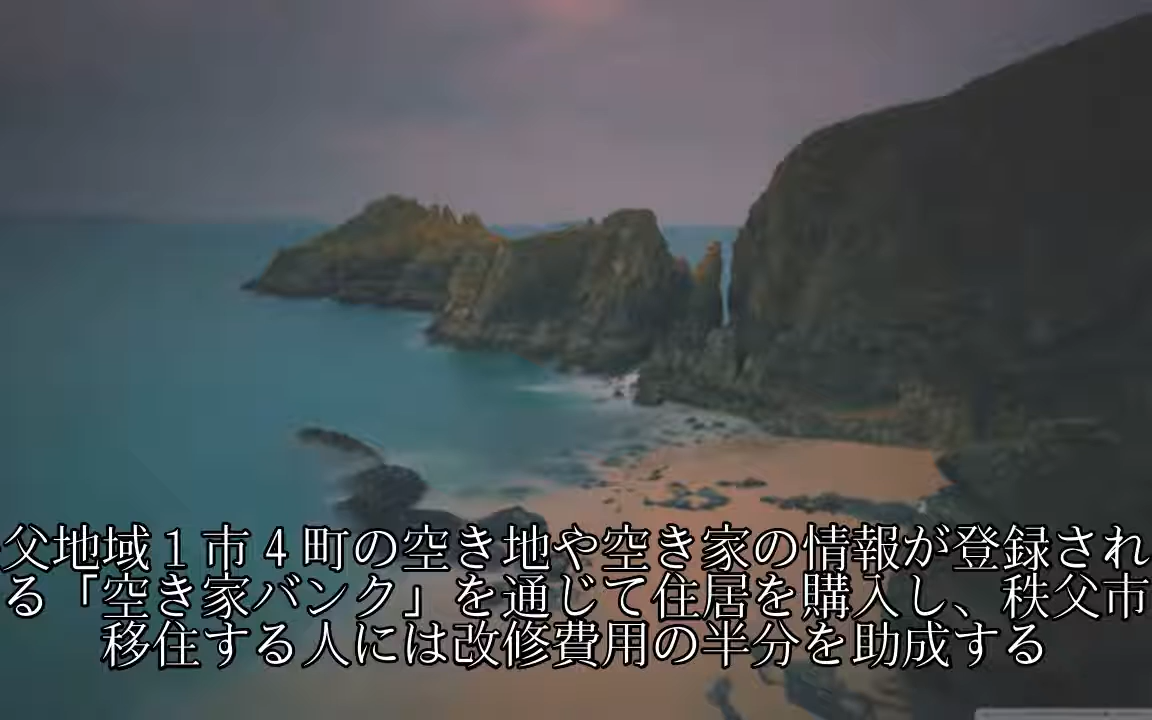 父地域１市４町の空き地や空き家の情報が登録され
る「空き家バンク」を通じて住居を購入し、秩父市
移住する人には改修費用の半分を助成する